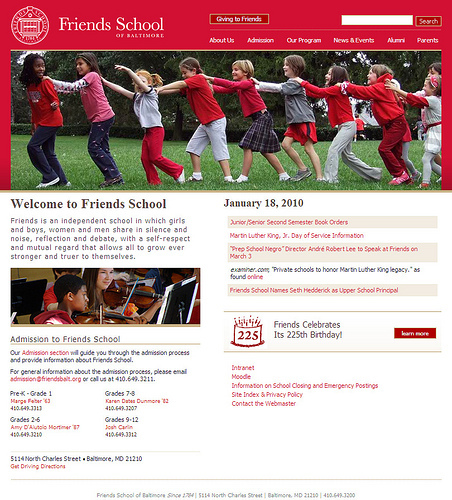 Friends School
OF BALTIMORE
Giving to Friends
Search
About Us Admission Our Program News & Events Alumni Parents
Welcome to Friends School
Friends is an independent school in which girls
and boys, women and men share in silence and
noise, reflection and debate, with a self-respect
and mutual regard that allows all to grow ever
stronger and truer to themselves.
Admission to Friends School
Our Admission section will guide you through the admission process
and provide information about Friends School.
For general information about the admission process, please email
admission@friendsbalt.org or call us at 410.649.3211.
Pre-K - Grade 1
Marge Felter '63
410.649.3313
Grades 7-8
Karen Dates Dunmore '82
410.649.3207
Grades 2-6
Amy D'Aiutolo Mortimer '87
410.649.3210
Grades 9-12
Josh Carlin
410.649.3312
5114 North Charles Street • Baltimore, MD 21210
Get Driving Directions
January 18, 2010
Junior/Senior Second Semester Book Orders
Martin Luther King, Jr. Day of Service Information
"Prep School Negro" Director André Robert Lee to Speak at Friends on
March 3
examiner.com, "Private schools to honor Martin Luther King legacy," as
found online
Friends School Names Seth Hedderick as Upper School Principal
225
Friends Celebrates
Its 225th Birthday!
learn more
Intranet
Moodle
Information on School Closing and Emergency Postings
Site Index & Privacy Policy
Contact the Webmaster
Friends School of Baltimore Since 1784 | 5114 North Charles Street | Baltimore, MD 21210 | 410.649.3200